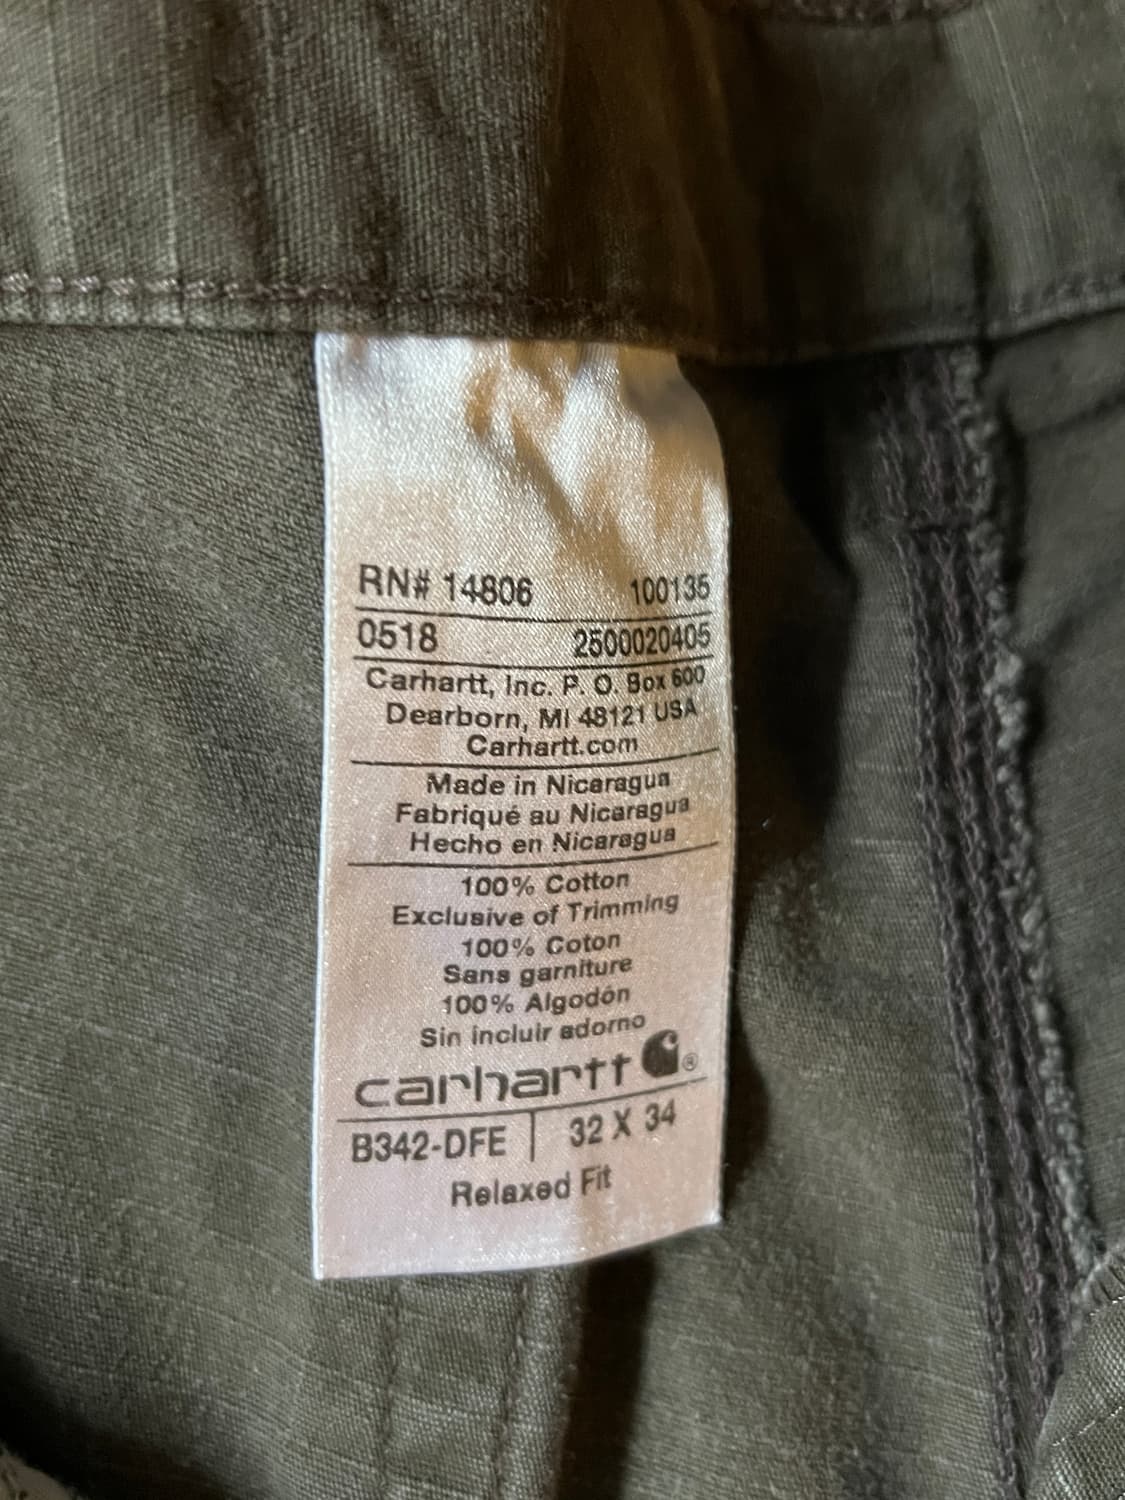 RN# 14806 100135
0518 2500020405
Carhartt, Inc. P. O. Box 600
Dearborn, MI 48121 USA
Carhartt.com
Made in Nicaragua
Fabriqué au Nicaragua
Hecho en Nicaragua
100% Cotton
Exclusive of Trimming
100% Coton
Sans garniture
100% Algodón
Sin incluir adorno
carhartt ®
B342-DFE | 32 X 34
Relaxed Fit